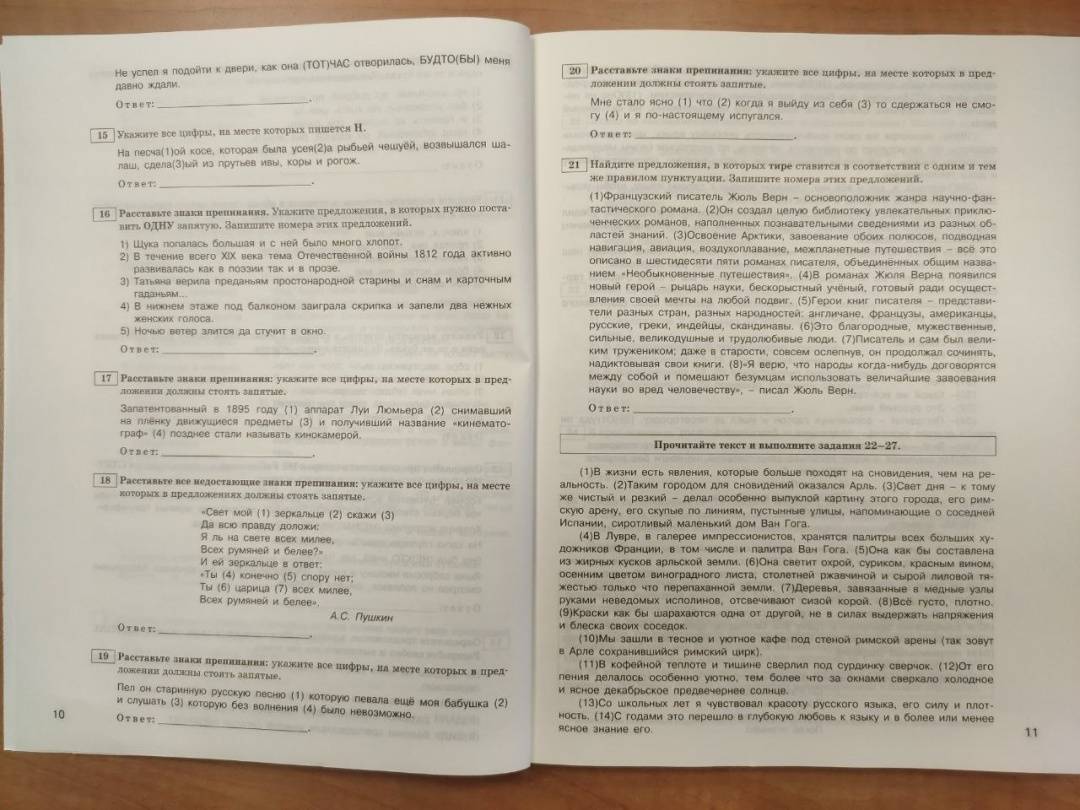 Не успел я подойти к двери, как она (ТОТ)ЧАС отворилась, БУДТО(БЫ) меня
давно ждали.
Ответ:
15 Укажите все цифры, на месте которых пишется Н.
На песча(1)ой косе, которая была усея(2)а рыбьей чешуёй, возвышался ша-
лаш, сдела(3)ый из прутьев ивы, коры и рогож.
Ответ:
16 Расставьте знаки препинания. Укажите предложения, в которых нужно поста-
вить ОДНУ запятую. Запишите номера этих предложений.
1) Щука попалась большая и с ней было много хлопот.
2) В течение всего XIX века тема Отечественной войны 1812 года активно
развивалась как в поэзии так и в прозе.
3) Татьяна верила преданьям простонародной старины и снам и карточным
гаданьям...
4) В нижнем этаже под балконом заиграла скрипка и запели два нежных
женских голоса.
5) Ночью ветер злится да стучит в окно.
Ответ:
17 Расставьте знаки препинания: укажите все цифры, на месте которых в пред-
ложении должны стоять запятые.
Запатентованный в 1895 году (1) аппарат Луи Люмьера (2) снимавший
на плёнку движущиеся предметы (3) и получивший название «кинемато-
граф» (4) позднее стали называть кинокамерой.
Ответ:
18 Расставьте все недостающие знаки препинания: укажите все цифры, на месте
которых в предложениях должны стоять запятые.
«Свет мой (1) зеркальце (2) скажи (3)
Да всю правду доложи:
Я ль на свете всех милее,
Всех румяней и белее?»
И ей зеркальце в ответ:
«Ты (4) конечно (5) спору нет;
Ты (6) царица (7) всех милее,
Всех румяней и белее».
А.С. Пушкин
Ответ:
19 Расставьте знаки препинания: укажите все цифры, на месте которых в пред-
ложении должны стоять запятые.
Пел он старинную русскую песню (1) которую певала ещё моя бабушка (2)
и слушать (3) которую без волнения (4) было невозможно.
Ответ:
10
20 Расставьте знаки препинания: укажите все цифры, на месте которых в пред-
ложении должны стоять запятые.
Мне стало ясно (1) что (2) когда я выйду из себя (3) то сдержаться не смо-
гу (4) и я по-настоящему испугался.
Ответ:
21 Найдите предложения, в которых тире ставится в соответствии с одним и тем
же правилом пунктуации. Запишите номера этих предложений.
(1)Французский писатель Жюль Верн – основоположник жанра научно-фан-
тастического романа. (2)Он создал целую библиотеку увлекательных приклю-
ченческих романов, наполненных познавательными сведениями из разных об-
ластей знаний. (3)Освоение Арктики, завоевание обоих полюсов, подводная
навигация, авиация, воздухоплавание, межпланетные путешествия – всё это
описано в шестидесяти пяти романах писателя, объединённых общим назва-
нием «Необыкновенные путешествия». (4)В романах Жюля Верна появился
новый герой – рыцарь науки, бескорыстный учёный, готовый ради осущест-
вления своей мечты на любой подвиг. (5)Герои книг писателя – представи-
тели разных стран, разных народностей: англичане, французы, американцы,
русские, греки, индейцы, скандинавы. (6)Это благородные, мужественные,
сильные, великодушные и трудолюбивые люди. (7)Писатель и сам был вели-
ким тружеником; даже в старости, совсем ослепнув, он продолжал сочинять,
надиктовывая свои книги. (8)«Я верю, что народы когда-нибудь договорятся
между собой и помешают безумцам использовать величайшие завоевания
науки во вред человечеству», – писал Жюль Верн.
Ответ:
Прочитайте текст и выполните задания 22–27.
(1)В жизни есть явления, которые больше походят на сновидения, чем на ре-
альность. (2)Таким городом для сновидений оказался Арль. (3)Свет дня – к тому
же чистый и резкий – делал особенно выпуклой картину этого города, его рим-
скую арену, его скупые по линиям, пустынные улицы, напоминающие о соседней
Испании, сиротливый маленький дом Ван Гога.
(4)В Лувре, в галерее импрессионистов, хранятся палитры всех больших ху-
дожников Франции, в том числе и палитра Ван Гога. (5)Она как бы составлена
из жирных кусков арльской земли. (6)Она светит охрой, суриком, красным вином,
осенним цветом виноградного листа, столетней ржавчиной и сырой лиловой тя-
жестью только что перепаханной земли. (7)Деревья, завязанные в медные узлы
руками неведомых исполинов, отсвечивают сизой корой. (8)Всё густо, плотно.
(9)Краски как бы шарахаются одна от другой, не в силах выдержать напряжения
и блеска своих соседок.
(10)Мы зашли в тесное и уютное кафе под стеной римской арены (так зовут
в Арле сохранившийся римский цирк).
(11)В кофейной теплоте и тишине сверлил под сурдинку сверчок. (12)От его
пения делалось особенно уютно, тем более что за окнами сверкало холодное
и ясное декабрьское предвечернее солнце.
(13)Со школьных лет я чувствовал красоту русского языка, его силу и плот-
ность. (14)С годами это перешло в глубокую любовь к языку и в более или менее
ясное знание его.
11